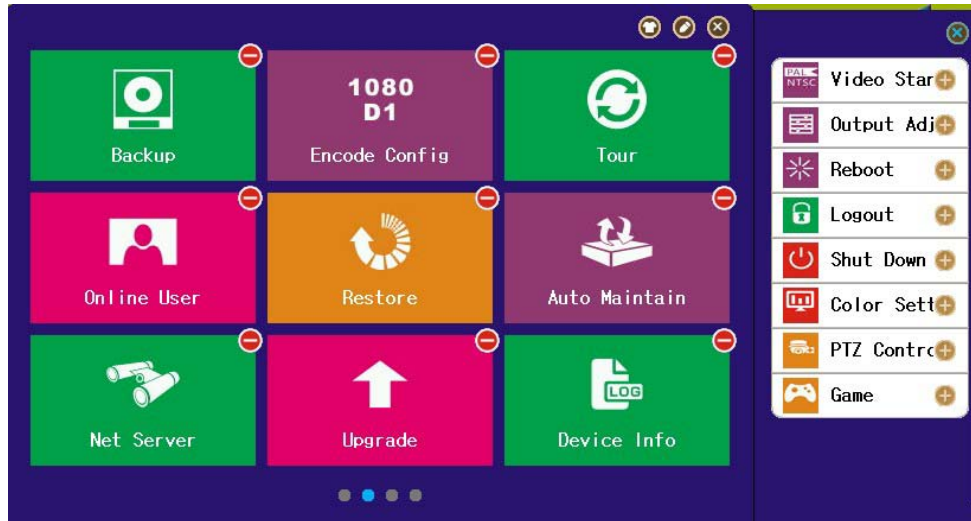 1080
D1
Backup
Encode Config
Tour
Online User
Restore
Auto Maintain
Net Server
Upgrade
LOG
Device Info
PAL
NTSC
Video Star
Output Adj
Reboot
Logout
Shut Down
Color Sett
PTZ Contrc
Game